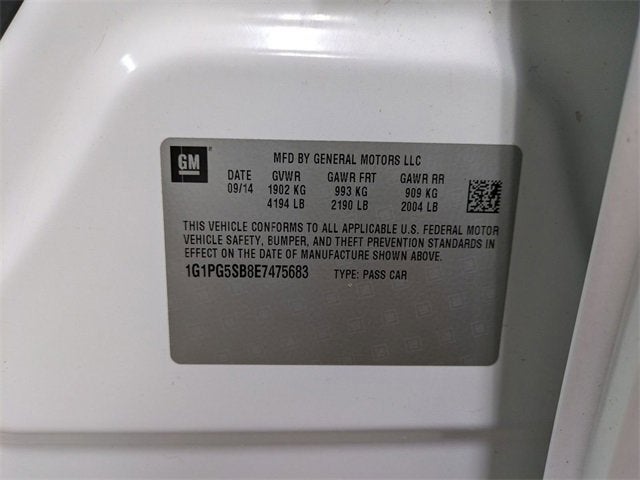 GM
MFD BY GENERAL MOTORS LLC
DATE GVWR GAWR FRT GAWR RR
09/14 1902 KG 993 KG 909 KG
4194 LB 2190 LB 2004 LB
THIS VEHICLE CONFORMS TO ALL APPLICABLE U.S. FEDERAL MOTOR
VEHICLE SAFETY, BUMPER, AND THEFT PREVENTION STANDARDS IN
EFFECT ON THE DATE OF MANUFACTURE SHOWN ABOVE.
1G1PG5SB8E7475683 TYPE: PASS CAR